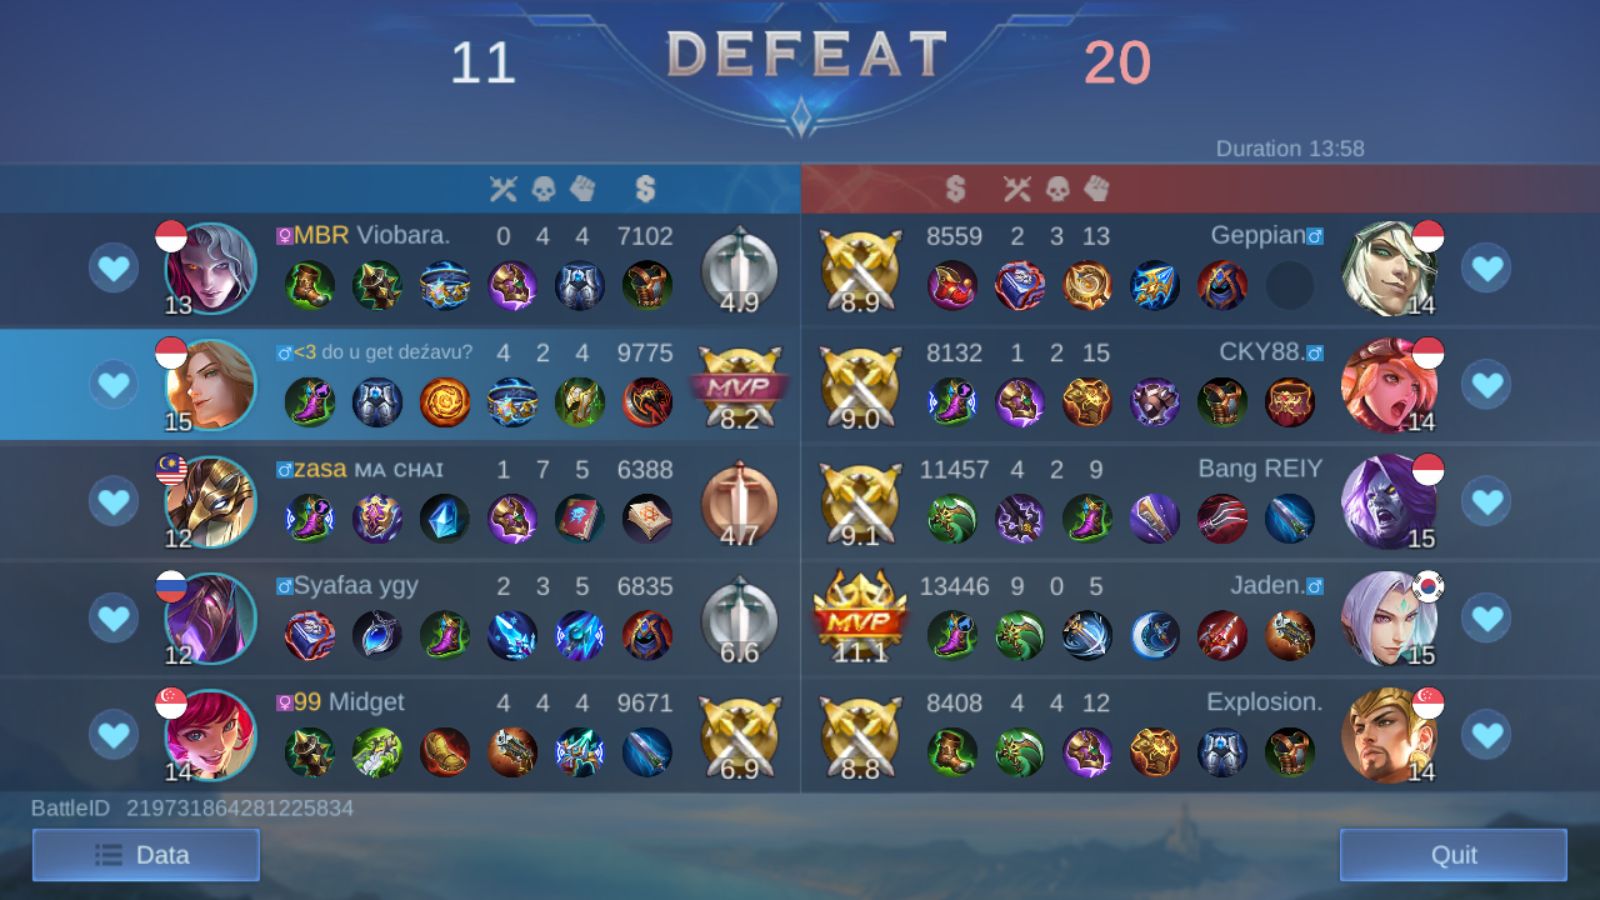 11 DEFEAT 20
Duration 13:58
MBR Viobara. 0 4 4 7102
13 4.9
8559 2 3 13 Geppian
8.9 14
<3 do u get deźavu? 4 2 4 9775
MVP
15 8.2
8132 1 2 15 CKY88.
9.0 14
zasa MA CHAI 1 7 5 6388
12 4.7
11457 4 2 9 Bang REIY
9.1 15
Syafaa ygy 2 3 5 6835
12 6.6
13446 9 0 5 Jaden.
MVP
11.1 15
99 Midget 4 4 4 9671
14 6.9
8408 4 4 12 Explosion.
8.8 14
BattleID 219731864281225834
Data
Quit